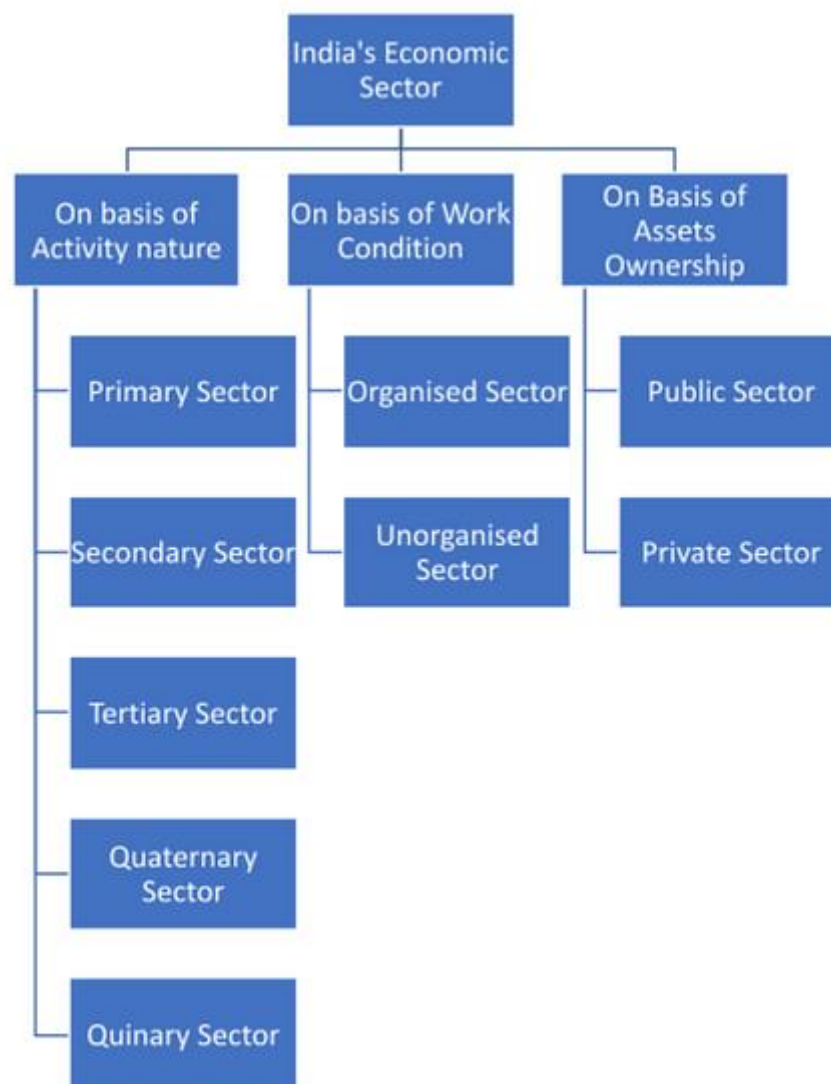 India's Economic
Sector
On basis of
Activity nature
On basis of Work
Condition
On Basis of
Assets
Ownership
Primary Sector
Organised Sector
Public Sector
Secondary Sector
Unorganised
Sector
Private Sector
Tertiary Sector
Quaternary
Sector
Quinary Sector